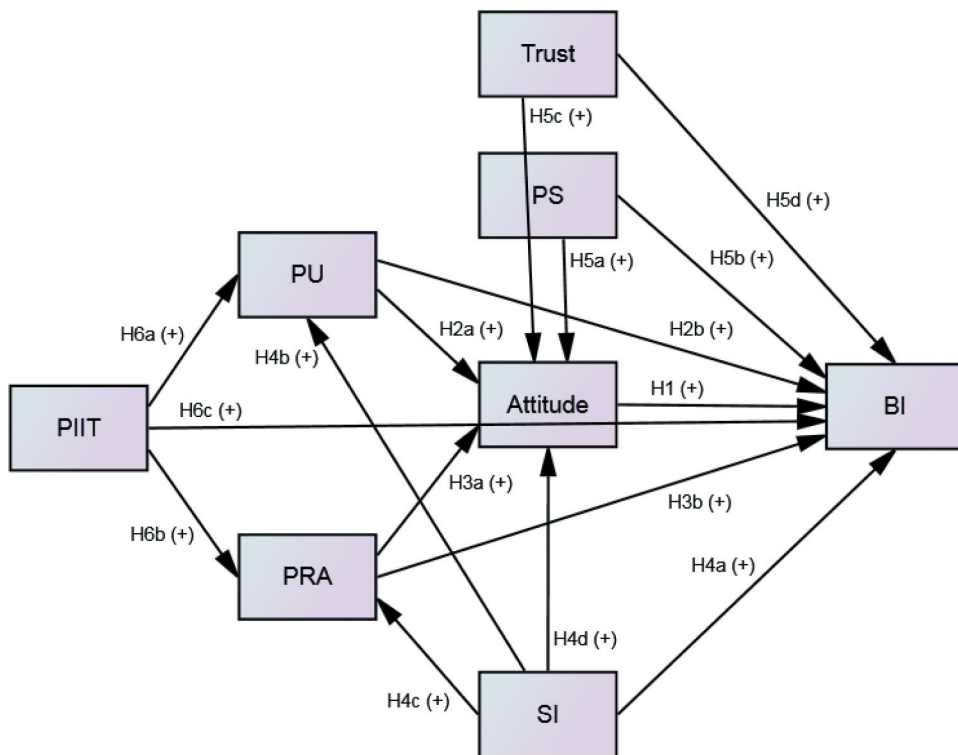 Trust
H5c (+)
PS
H5d (+)
H5a (+)
H5b (+)
PU
H6a (+)
H2a (+)
H2b (+)
H4b (+)
Attitude
H1 (+)
BI
PIIT
H6c (+)
H3a (+)
H3b (+)
H6b (+)
PRA
H4a (+)
H4d (+)
H4c (+)
SI